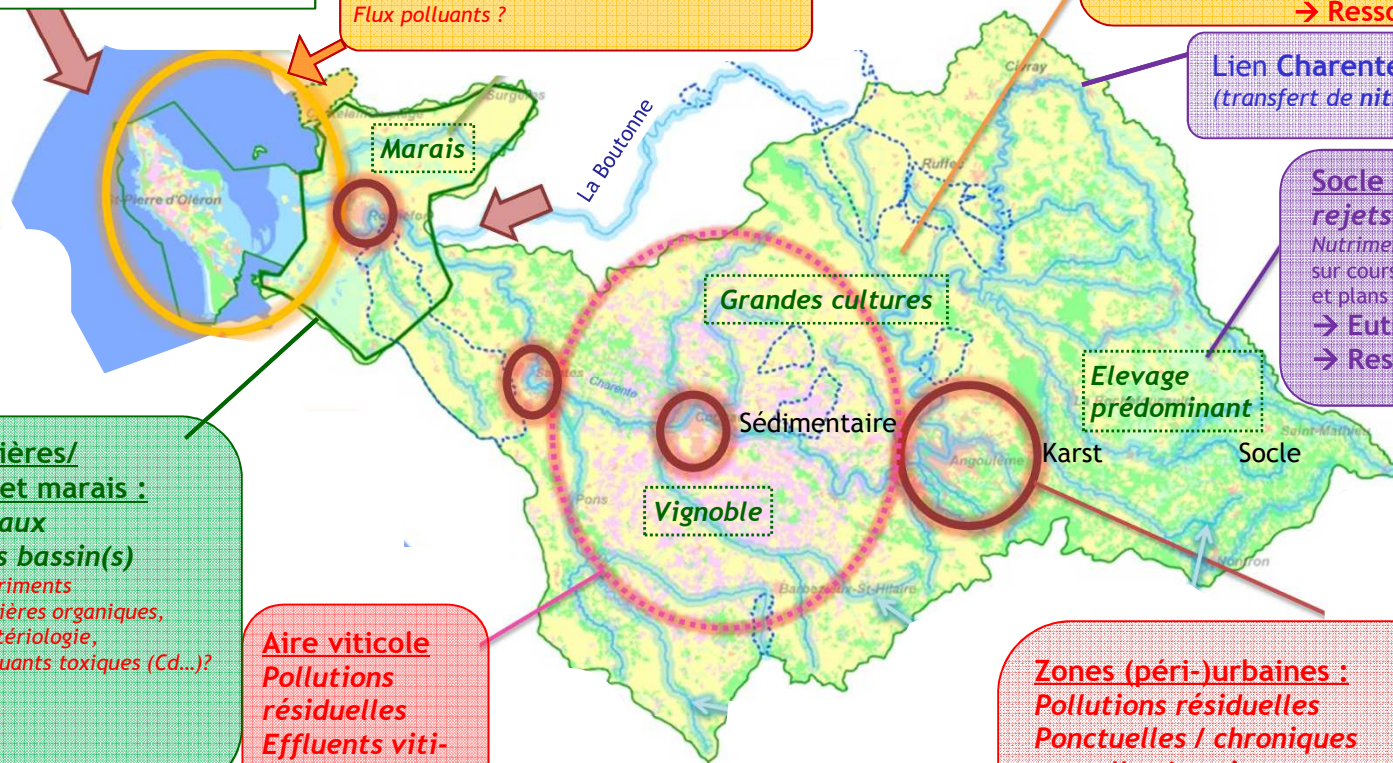 Flux polluants ?
→ Resso
Lien Charente
(transfert de nit
Civray
Surgères
Marais
La Boutonne
Ruffec
Socle
rejets
Nutrime
sur cours
et plans
→ Eut
→ Res
St-Pierre d'Oléron
Rochefort
Grandes cultures
Elevage
prédominant
Saintes
Charente
Sédimentaire
Karst
Socle
Angoulême
Saint-Mathieu
Pons
Vignoble
Nontron
Barbezieux-St-Hilaire
ières/
et marais :
aux
s bassin(s)
riments
ières organiques,
tériologie,
uants toxiques (Cd…)?
Aire viticole
Pollutions
résiduelles
Effluents viti-
Zones (péri-)urbaines :
Pollutions résiduelles
Ponctuelles / chroniques